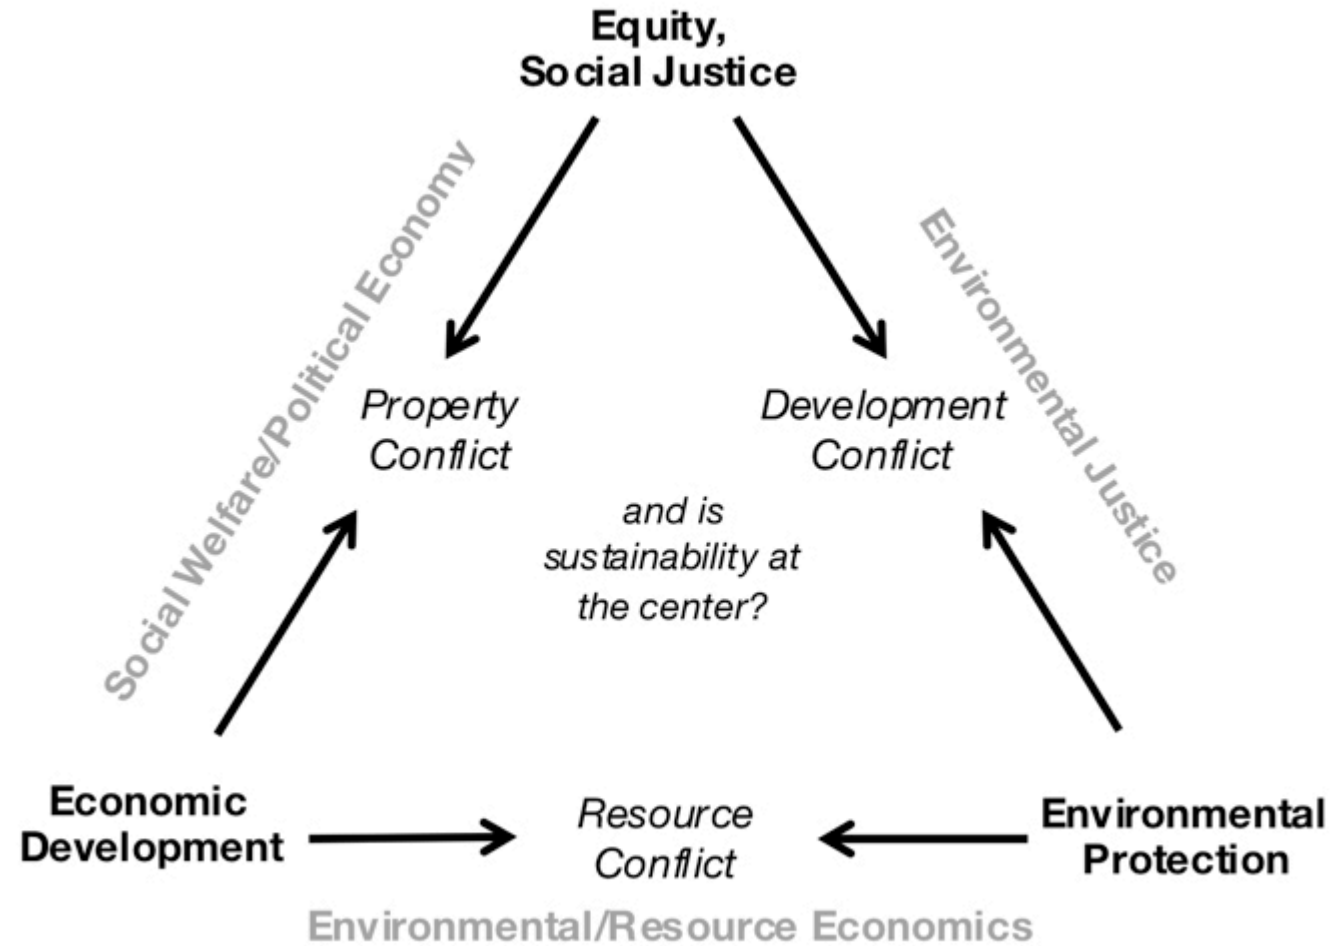 Equity,
Social Justice
Social Welfare/Political Economy
Environmental Justice
Property
Conflict
Development
Conflict
and is
sustainability at
the center?
Economic
Development
Resource
Conflict
Environmental
Protection
Environmental/Resource Economics